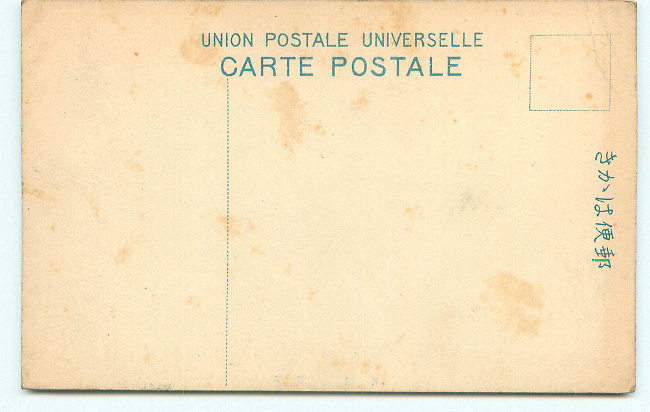 UNION POSTALE UNIVERSELLE
CARTE POSTALE
郵便はかき